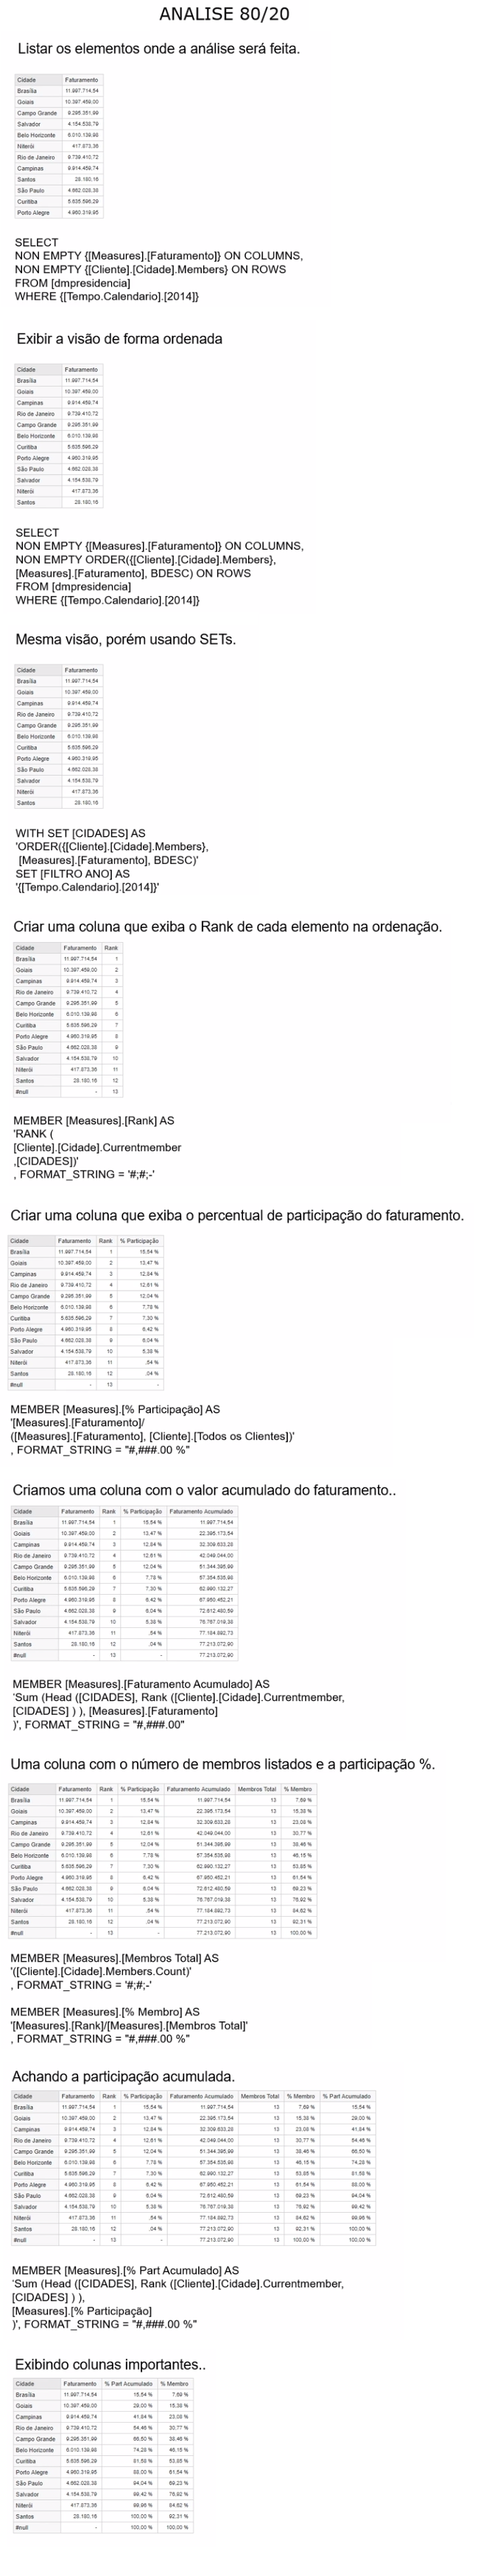 ANALISE 80/20
Listar os elementos onde a análise será feita.
Cidade Faturamento
Brasília 11.997.714,54
Goiais 10.397.459,00
Campo Grande 9.295.351,99
Salvador 4.154.538,79
Belo Horizonte 6.010.139,98
Niterói 417.873,36
Rio de Janeiro 9.739.410,72
Campinas 9.914.459,74
Santos 28.180,16
São Paulo 4.662.028,38
Curitiba 5.635.596,29
Porto Alegre 4.960.319,95
SELECT
NON EMPTY {[Measures].[Faturamento]} ON COLUMNS,
NON EMPTY {[Cliente].[Cidade].Members} ON ROWS
FROM [dmpresidencia]
WHERE {[Tempo.Calendario].[2014]}
Exibir a visão de forma ordenada
Cidade Faturamento
Brasília 11.997.714,54
Goiais 10.397.459,00
Campinas 9.914.459,74
Rio de Janeiro 9.739.410,72
Campo Grande 9.295.351,99
Belo Horizonte 6.010.139,98
Curitiba 5.635.596,29
Porto Alegre 4.960.319,95
São Paulo 4.662.028,38
Salvador 4.154.538,79
Niterói 417.873,36
Santos 28.180,16
SELECT
NON EMPTY {[Measures].[Faturamento]} ON COLUMNS,
NON EMPTY ORDER({[Cliente].[Cidade].Members},
[Measures].[Faturamento], BDESC) ON ROWS
FROM [dmpresidencia]
WHERE {[Tempo.Calendario].[2014]}
Mesma visão, porém usando SETs.
Cidade Faturamento
Brasília 11.997.714,54
Goiais 10.397.459,00
Campinas 9.914.459,74
Rio de Janeiro 9.739.410,72
Campo Grande 9.295.351,99
Belo Horizonte 6.010.139,98
Curitiba 5.635.596,29
Porto Alegre 4.960.319,95
São Paulo 4.662.028,38
Salvador 4.154.538,79
Niterói 417.873,36
Santos 28.180,16
WITH SET [CIDADES] AS
'ORDER({[Cliente].[Cidade].Members},
[Measures].[Faturamento], BDESC)'
SET [FILTRO ANO] AS
'{[Tempo.Calendario].[2014]}'
Criar uma coluna que exiba o Rank de cada elemento na ordenação.
Cidade Faturamento Rank
Brasília 11.997.714,54 1
Goiais 10.397.459,00 2
Campinas 9.914.459,74 3
Rio de Janeiro 9.739.410,72 4
Campo Grande 9.295.351,99 5
Belo Horizonte 6.010.139,98 6
Curitiba 5.635.596,29 7
Porto Alegre 4.960.319,95 8
São Paulo 4.662.028,38 9
Salvador 4.154.538,79 10
Niterói 417.873,36 11
Santos 28.180,16 12
#null - 13
MEMBER [Measures].[Rank] AS
'RANK (
[Cliente].[Cidade].Currentmember
,[CIDADES])'
, FORMAT_STRING = '#;#;-'
Criar uma coluna que exiba o percentual de participação do faturamento.
Cidade Faturamento Rank % Participação
Brasília 11.997.714,54 1 15,54 %
Goiais 10.397.459,00 2 13,47 %
Campinas 9.914.459,74 3 12,84 %
Rio de Janeiro 9.739.410,72 4 12,61 %
Campo Grande 9.295.351,99 5 12,04 %
Belo Horizonte 6.010.139,98 6 7,78 %
Curitiba 5.635.596,29 7 7,30 %
Porto Alegre 4.960.319,95 8 6,42 %
São Paulo 4.662.028,38 9 6,04 %
Salvador 4.154.538,79 10 5,38 %
Niterói 417.873,36 11 ,54 %
Santos 28.180,16 12 ,04 %
#null - 13 -
MEMBER [Measures].[% Participação] AS
'[Measures].[Faturamento]/
([Measures].[Faturamento], [Cliente].[Todos os Clientes])'
, FORMAT_STRING = "#,###.00 %"
Criamos uma coluna com o valor acumulado do faturamento..
Cidade Faturamento Rank % Participação Faturamento Acumulado
Brasília 11.997.714,54 1 15,54 % 11.997.714,54
Goiais 10.397.459,00 2 13,47 % 22.395.173,54
Campinas 9.914.459,74 3 12,84 % 32.309.633,28
Rio de Janeiro 9.739.410,72 4 12,61 % 42.049.044,00
Campo Grande 9.295.351,99 5 12,04 % 51.344.395,99
Belo Horizonte 6.010.139,98 6 7,78 % 57.354.535,98
Curitiba 5.635.596,29 7 7,30 % 62.990.132,27
Porto Alegre 4.960.319,95 8 6,42 % 67.950.452,21
São Paulo 4.662.028,38 9 6,04 % 72.612.480,59
Salvador 4.154.538,79 10 5,38 % 76.767.019,38
Niterói 417.873,36 11 ,54 % 77.184.892,73
Santos 28.180,16 12 ,04 % 77.213.072,90
#null - 13 - 77.213.072,90
MEMBER [Measures].[Faturamento Acumulado] AS
'Sum (Head ([CIDADES], Rank ([Cliente].[Cidade].Currentmember,
[CIDADES] ) ), [Measures].[Faturamento]
)', FORMAT_STRING = "#,###.00"
Uma coluna com o número de membros listados e a participação %.
Cidade Faturamento Rank % Participação Faturamento Acumulado Membros Total % Membro
Brasília 11.997.714,54 1 15,54 % 11.997.714,54 13 7,69 %
Goiais 10.397.459,00 2 13,47 % 22.395.173,54 13 15,38 %
Campinas 9.914.459,74 3 12,84 % 32.309.633,28 13 23,08 %
Rio de Janeiro 9.739.410,72 4 12,61 % 42.049.044,00 13 30,77 %
Campo Grande 9.295.351,99 5 12,04 % 51.344.395,99 13 38,46 %
Belo Horizonte 6.010.139,98 6 7,78 % 57.354.535,98 13 46,15 %
Curitiba 5.635.596,29 7 7,30 % 62.990.132,27 13 53,85 %
Porto Alegre 4.960.319,95 8 6,42 % 67.950.452,21 13 61,54 %
São Paulo 4.662.028,38 9 6,04 % 72.612.480,59 13 69,23 %
Salvador 4.154.538,79 10 5,38 % 76.767.019,38 13 76,92 %
Niterói 417.873,36 11 ,54 % 77.184.892,73 13 84,62 %
Santos 28.180,16 12 ,04 % 77.213.072,90 13 92,31 %
#null - 13 - 77.213.072,90 13 100,00 %
MEMBER [Measures].[Membros Total] AS
'([Cliente].[Cidade].Members.Count)'
, FORMAT_STRING = '#;#;-'
MEMBER [Measures].[% Membro] AS
'[Measures].[Rank]/[Measures].[Membros Total]'
, FORMAT_STRING = "#,###.00 %"
Achando a participação acumulada.
Cidade Faturamento Rank % Participação Faturamento Acumulado Membros Total % Membro % Part Acumulado
Brasília 11.997.714,54 1 15,54 % 11.997.714,54 13 7,69 % 15,54 %
Goiais 10.397.459,00 2 13,47 % 22.395.173,54 13 15,38 % 29,00 %
Campinas 9.914.459,74 3 12,84 % 32.309.633,28 13 23,08 % 41,84 %
Rio de Janeiro 9.739.410,72 4 12,61 % 42.049.044,00 13 30,77 % 54,46 %
Campo Grande 9.295.351,99 5 12,04 % 51.344.395,99 13 38,46 % 66,50 %
Belo Horizonte 6.010.139,98 6 7,78 % 57.354.535,98 13 46,15 % 74,28 %
Curitiba 5.635.596,29 7 7,30 % 62.990.132,27 13 53,85 % 81,58 %
Porto Alegre 4.960.319,95 8 6,42 % 67.950.452,21 13 61,54 % 88,00 %
São Paulo 4.662.028,38 9 6,04 % 72.612.480,59 13 69,23 % 94,04 %
Salvador 4.154.538,79 10 5,38 % 76.767.019,38 13 76,92 % 99,42 %
Niterói 417.873,36 11 ,54 % 77.184.892,73 13 84,62 % 99,96 %
Santos 28.180,16 12 ,04 % 77.213.072,90 13 92,31 % 100,00 %
#null - 13 - 77.213.072,90 13 100,00 % 100,00 %
MEMBER [Measures].[% Part Acumulado] AS
'Sum (Head ([CIDADES], Rank ([Cliente].[Cidade].Currentmember,
[CIDADES] ) ),
[Measures].[% Participação]
)', FORMAT_STRING = "#,###.00 %"
Exibindo colunas importantes..
Cidade Faturamento % Part Acumulado % Membro
Brasília 11.997.714,54 15,54 % 7,69 %
Goiais 10.397.459,00 29,00 % 15,38 %
Campinas 9.914.459,74 41,84 % 23,08 %
Rio de Janeiro 9.739.410,72 54,46 % 30,77 %
Campo Grande 9.295.351,99 66,50 % 38,46 %
Belo Horizonte 6.010.139,98 74,28 % 46,15 %
Curitiba 5.635.596,29 81,58 % 53,85 %
Porto Alegre 4.960.319,95 88,00 % 61,54 %
São Paulo 4.662.028,38 94,04 % 69,23 %
Salvador 4.154.538,79 99,42 % 76,92 %
Niterói 417.873,36 99,96 % 84,62 %
Santos 28.180,16 100,00 % 92,31 %
#null - 100,00 % 100,00 %